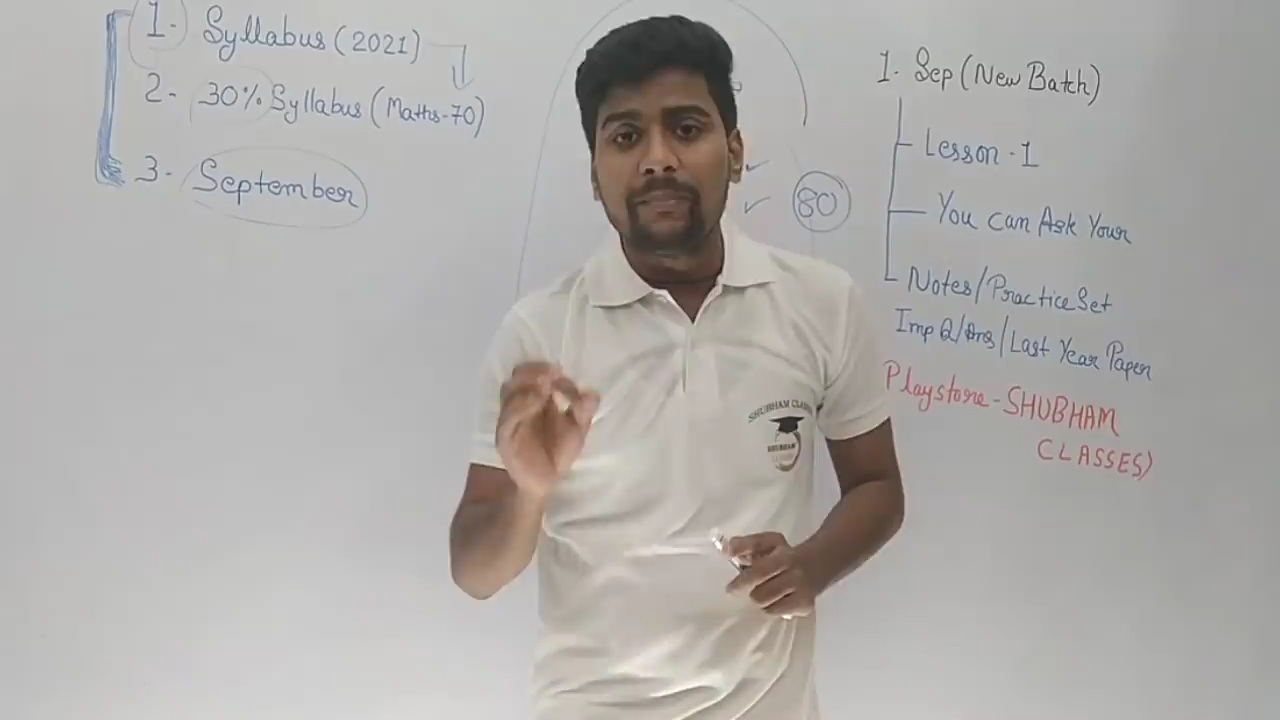 1- Syllabus (2021)
2- 30% Syllabus (Maths-70)
3- September
80
1- Sep (New Batch)
Lesson-1
You can Ask Your
Notes/Practice Set
Imp Q/Ans/Last Year Paper
Playstore-SHUBHAM
CLASSES)
SHUBHAM CLASSES
SHUBHAM